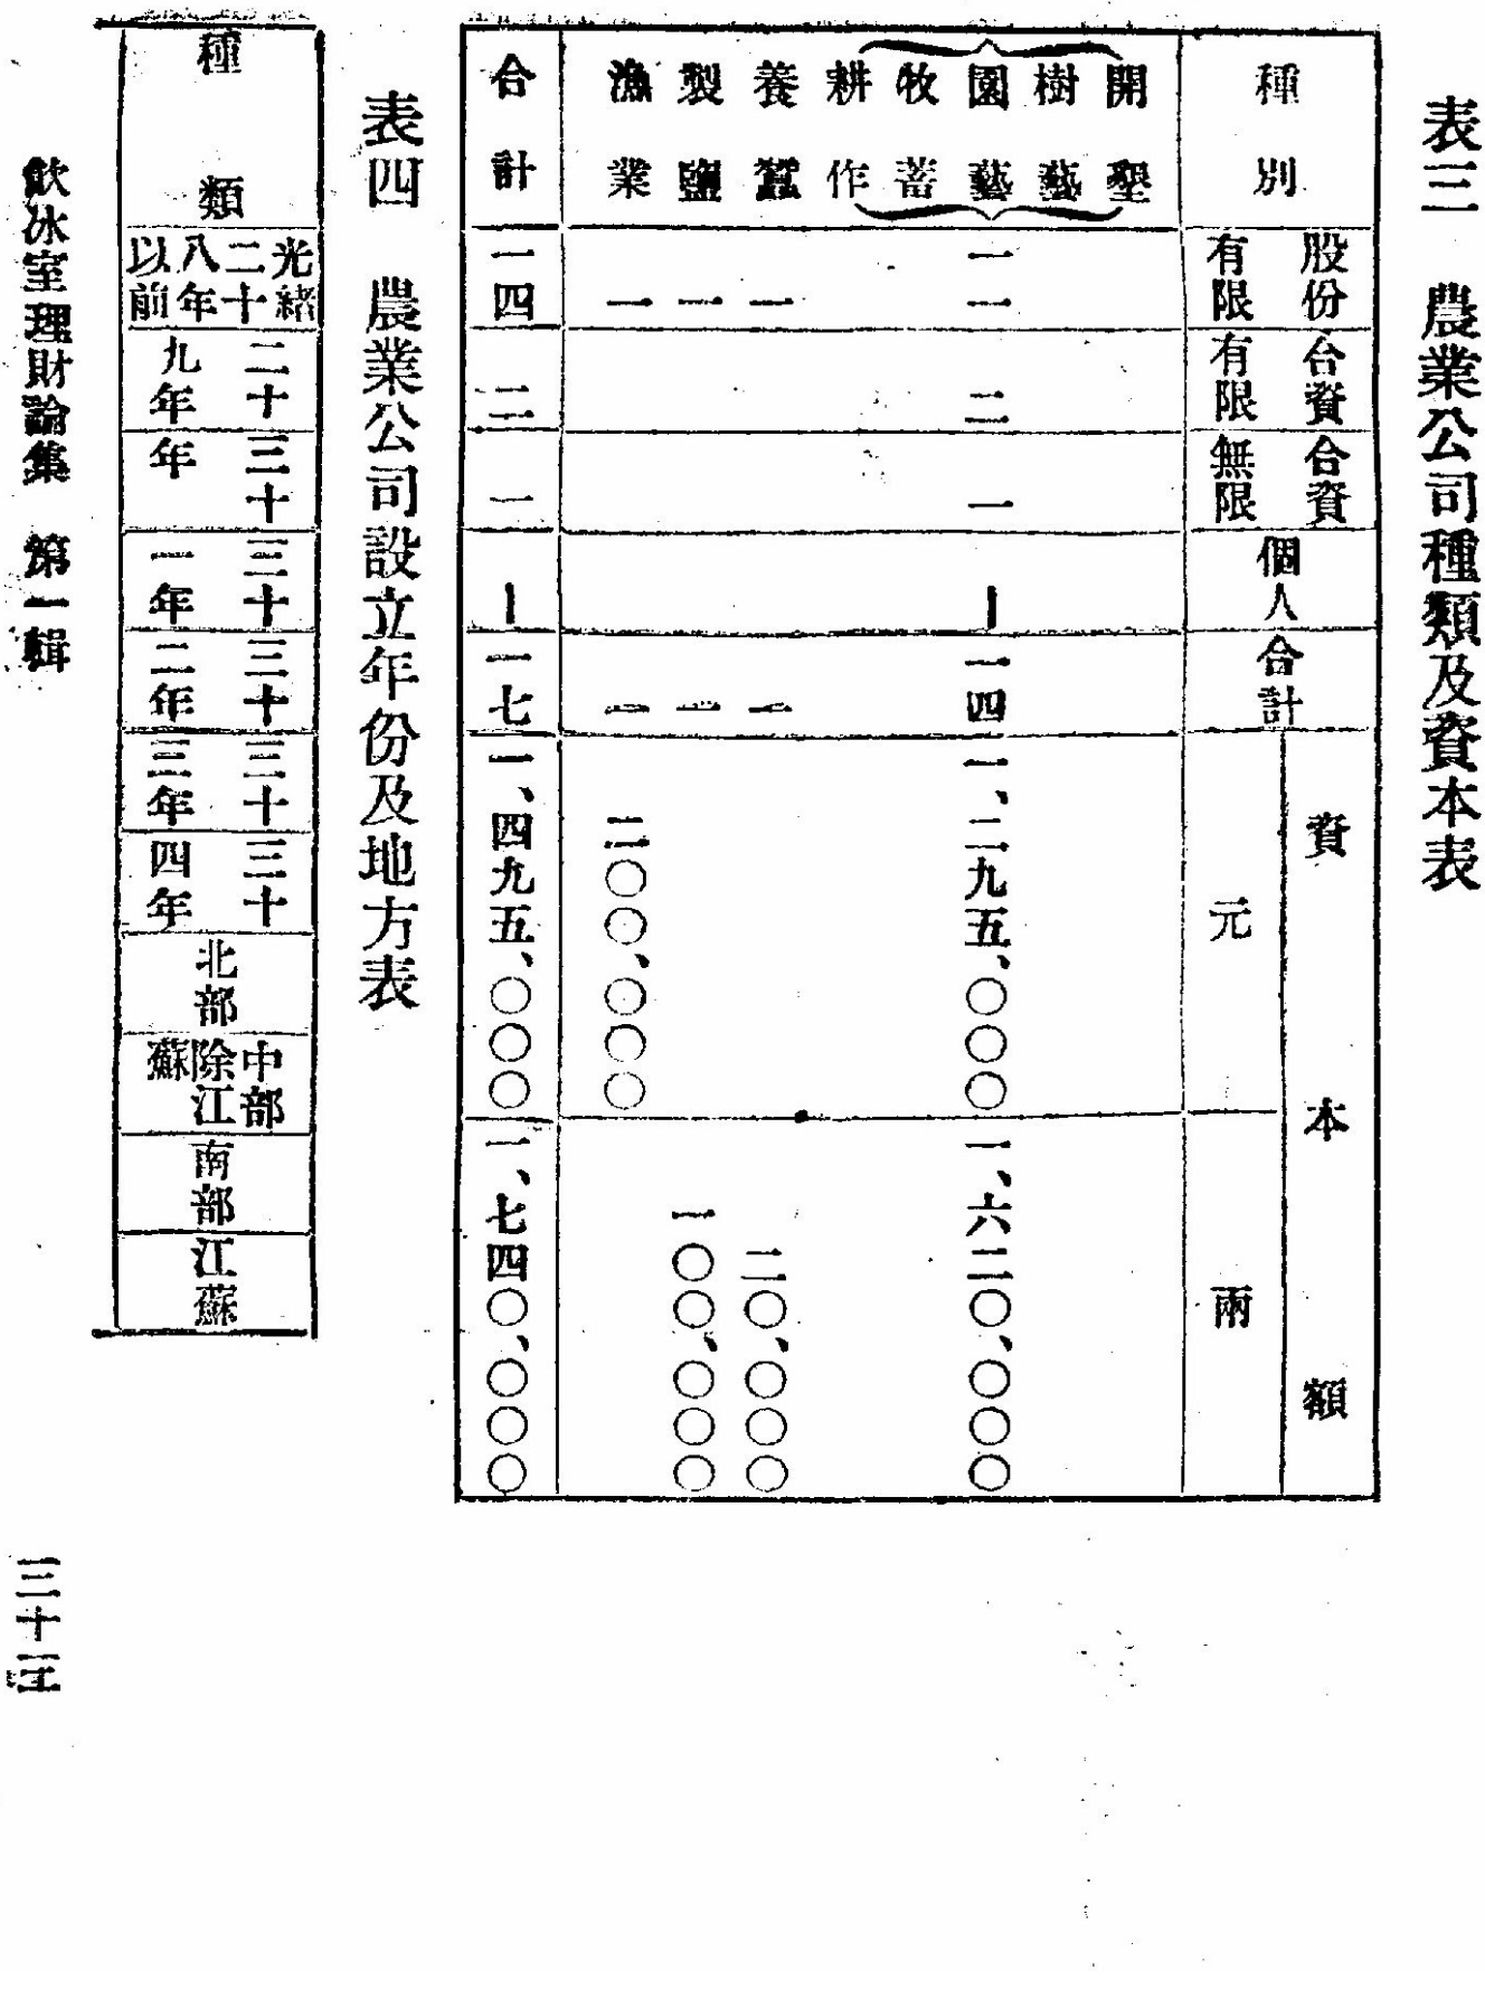 表三　農業公司種類及資本表
種別　股份有限　合資有限　合資無限　個人　合計　資本額　元　兩
開墾
樹藝
園藝　一一　二　一　｜　一四　一、二九五、〇〇〇　一、六二〇、〇〇〇
牧畜
耕作
養蠶　一　一　二〇、〇〇〇
製鹽　一　一　一〇〇、〇〇〇
漁業　一　一　二〇〇、〇〇〇
合計　一四　二　一　｜　一七　一、四九五、〇〇〇　一、七四〇、〇〇〇
表四　農業公司設立年份及地方表
種類　光緒二十八年以前　二十九年　三十年　三十一年　三十二年　三十三年　三十四年　北部　中部除江蘇　南部　江蘇
飲冰室理財論集　第一輯
三十